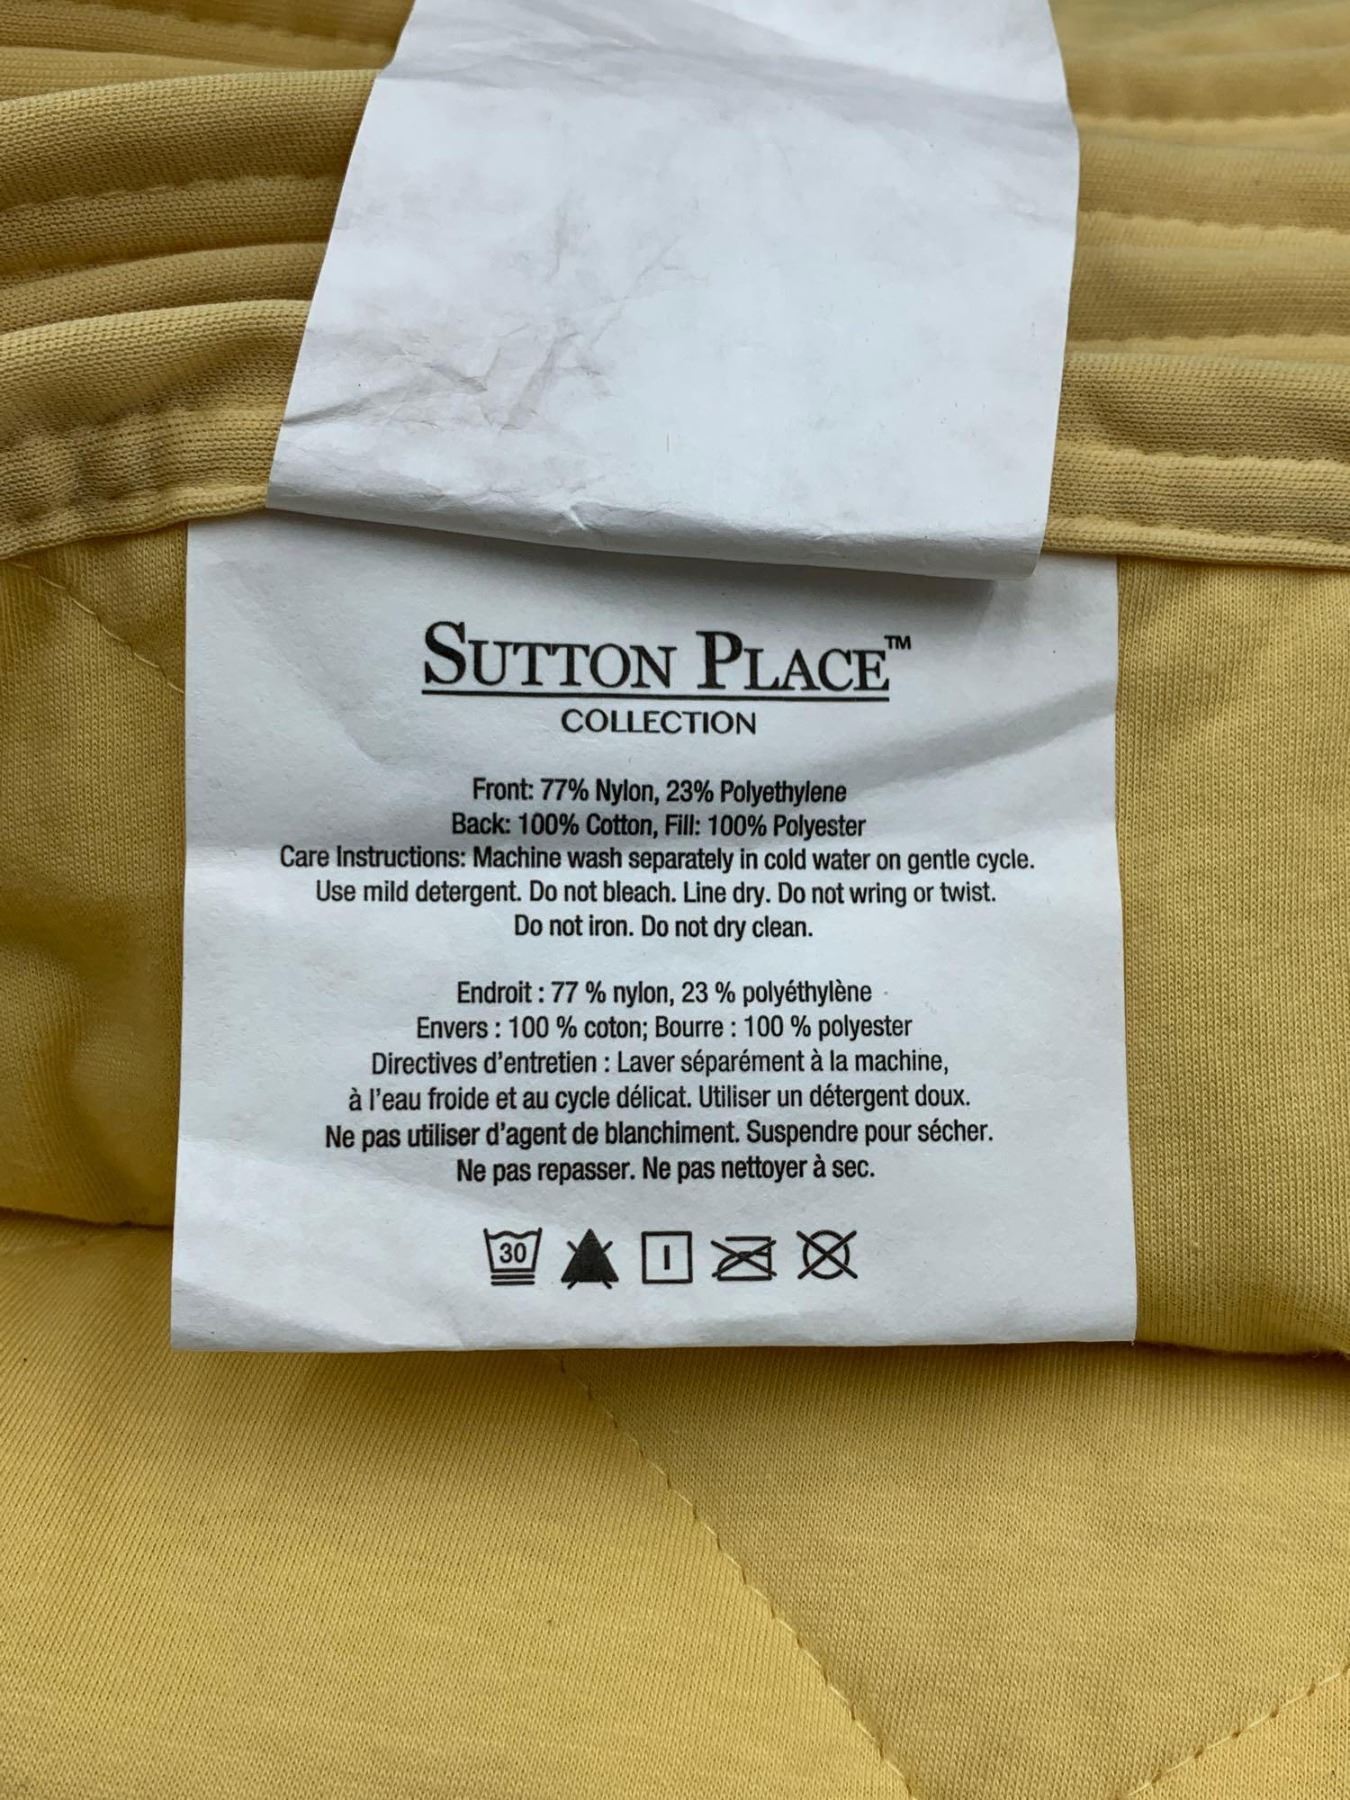 SUTTON PLACE™
COLLECTION
Front: 77% Nylon, 23% Polyethylene
Back: 100% Cotton, Fill: 100% Polyester
Care Instructions: Machine wash separately in cold water on gentle cycle.
Use mild detergent. Do not bleach. Line dry. Do not wring or twist.
Do not iron. Do not dry clean.
Endroit : 77 % nylon, 23 % polyéthylène
Envers : 100 % coton; Bourre : 100 % polyester
Directives d'entretien : Laver séparément à la machine,
à l'eau froide et au cycle délicat. Utiliser un détergent doux.
Ne pas utiliser d'agent de blanchiment. Suspendre pour sécher.
Ne pas repasser. Ne pas nettoyer à sec.
30